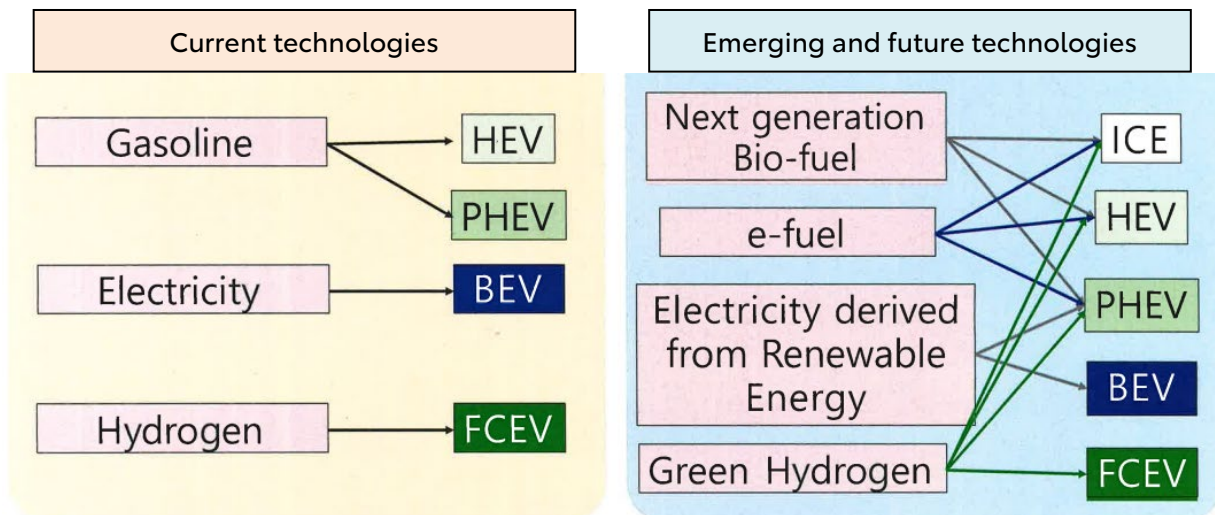 Current technologies
Gasoline
HEV
PHEV
Electricity
BEV
Hydrogen
FCEV
Emerging and future technologies
Next generation
Bio-fuel
e-fuel
Electricity derived
from Renewable
Energy
Green Hydrogen
ICE
HEV
PHEV
BEV
FCEV